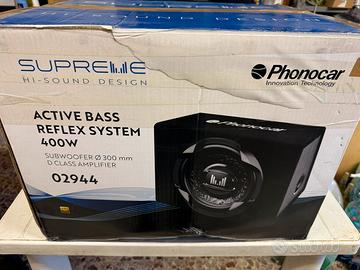 SUPREME
HI-SOUND DESIGN
Phonocar
Innovation Technology
ACTIVE BASS
REFLEX SYSTEM
400W
SUBWOOFER Ø 300 mm
D CLASS AMPLIFIER
02944
Phonocar
subito